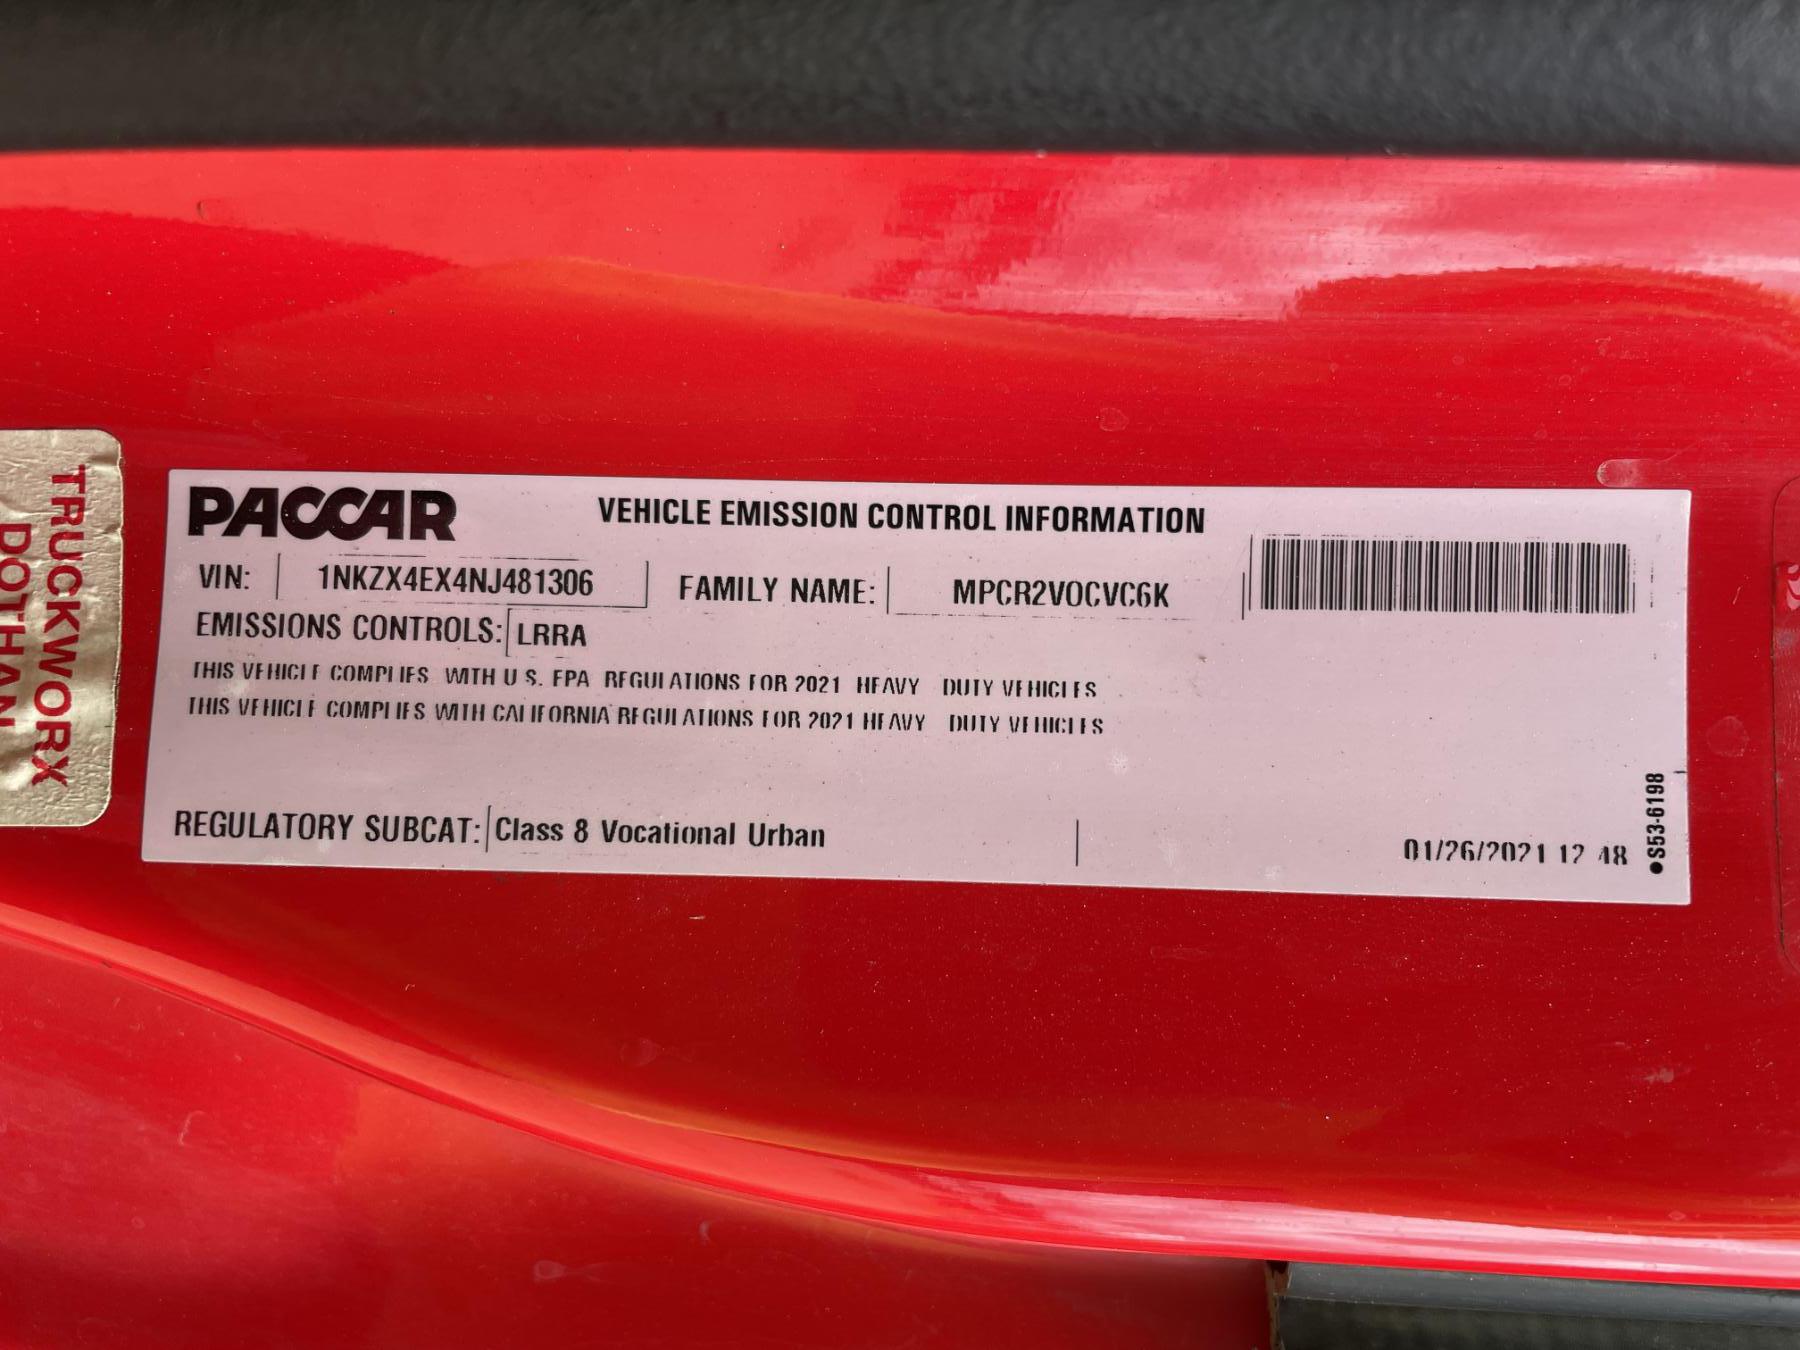 TRUCKWORX
DOTHAN
PACCAR
VEHICLE EMISSION CONTROL INFORMATION
VIN: 1NKZX4EX4NJ481306 FAMILY NAME: MPCR2VOCVC6K
EMISSIONS CONTROLS: LRRA
THIS VEHICLE COMPLIES WITH U.S. EPA REGULATIONS FOR 2021 HEAVY DUTY VEHICLES
THIS VEHICLE COMPLIES WITH CALIFORNIA REGULATIONS FOR 2021 HEAVY DUTY VEHICLES
REGULATORY SUBCAT: Class 8 Vocational Urban
01/26/2021 12 48
●S53-6198